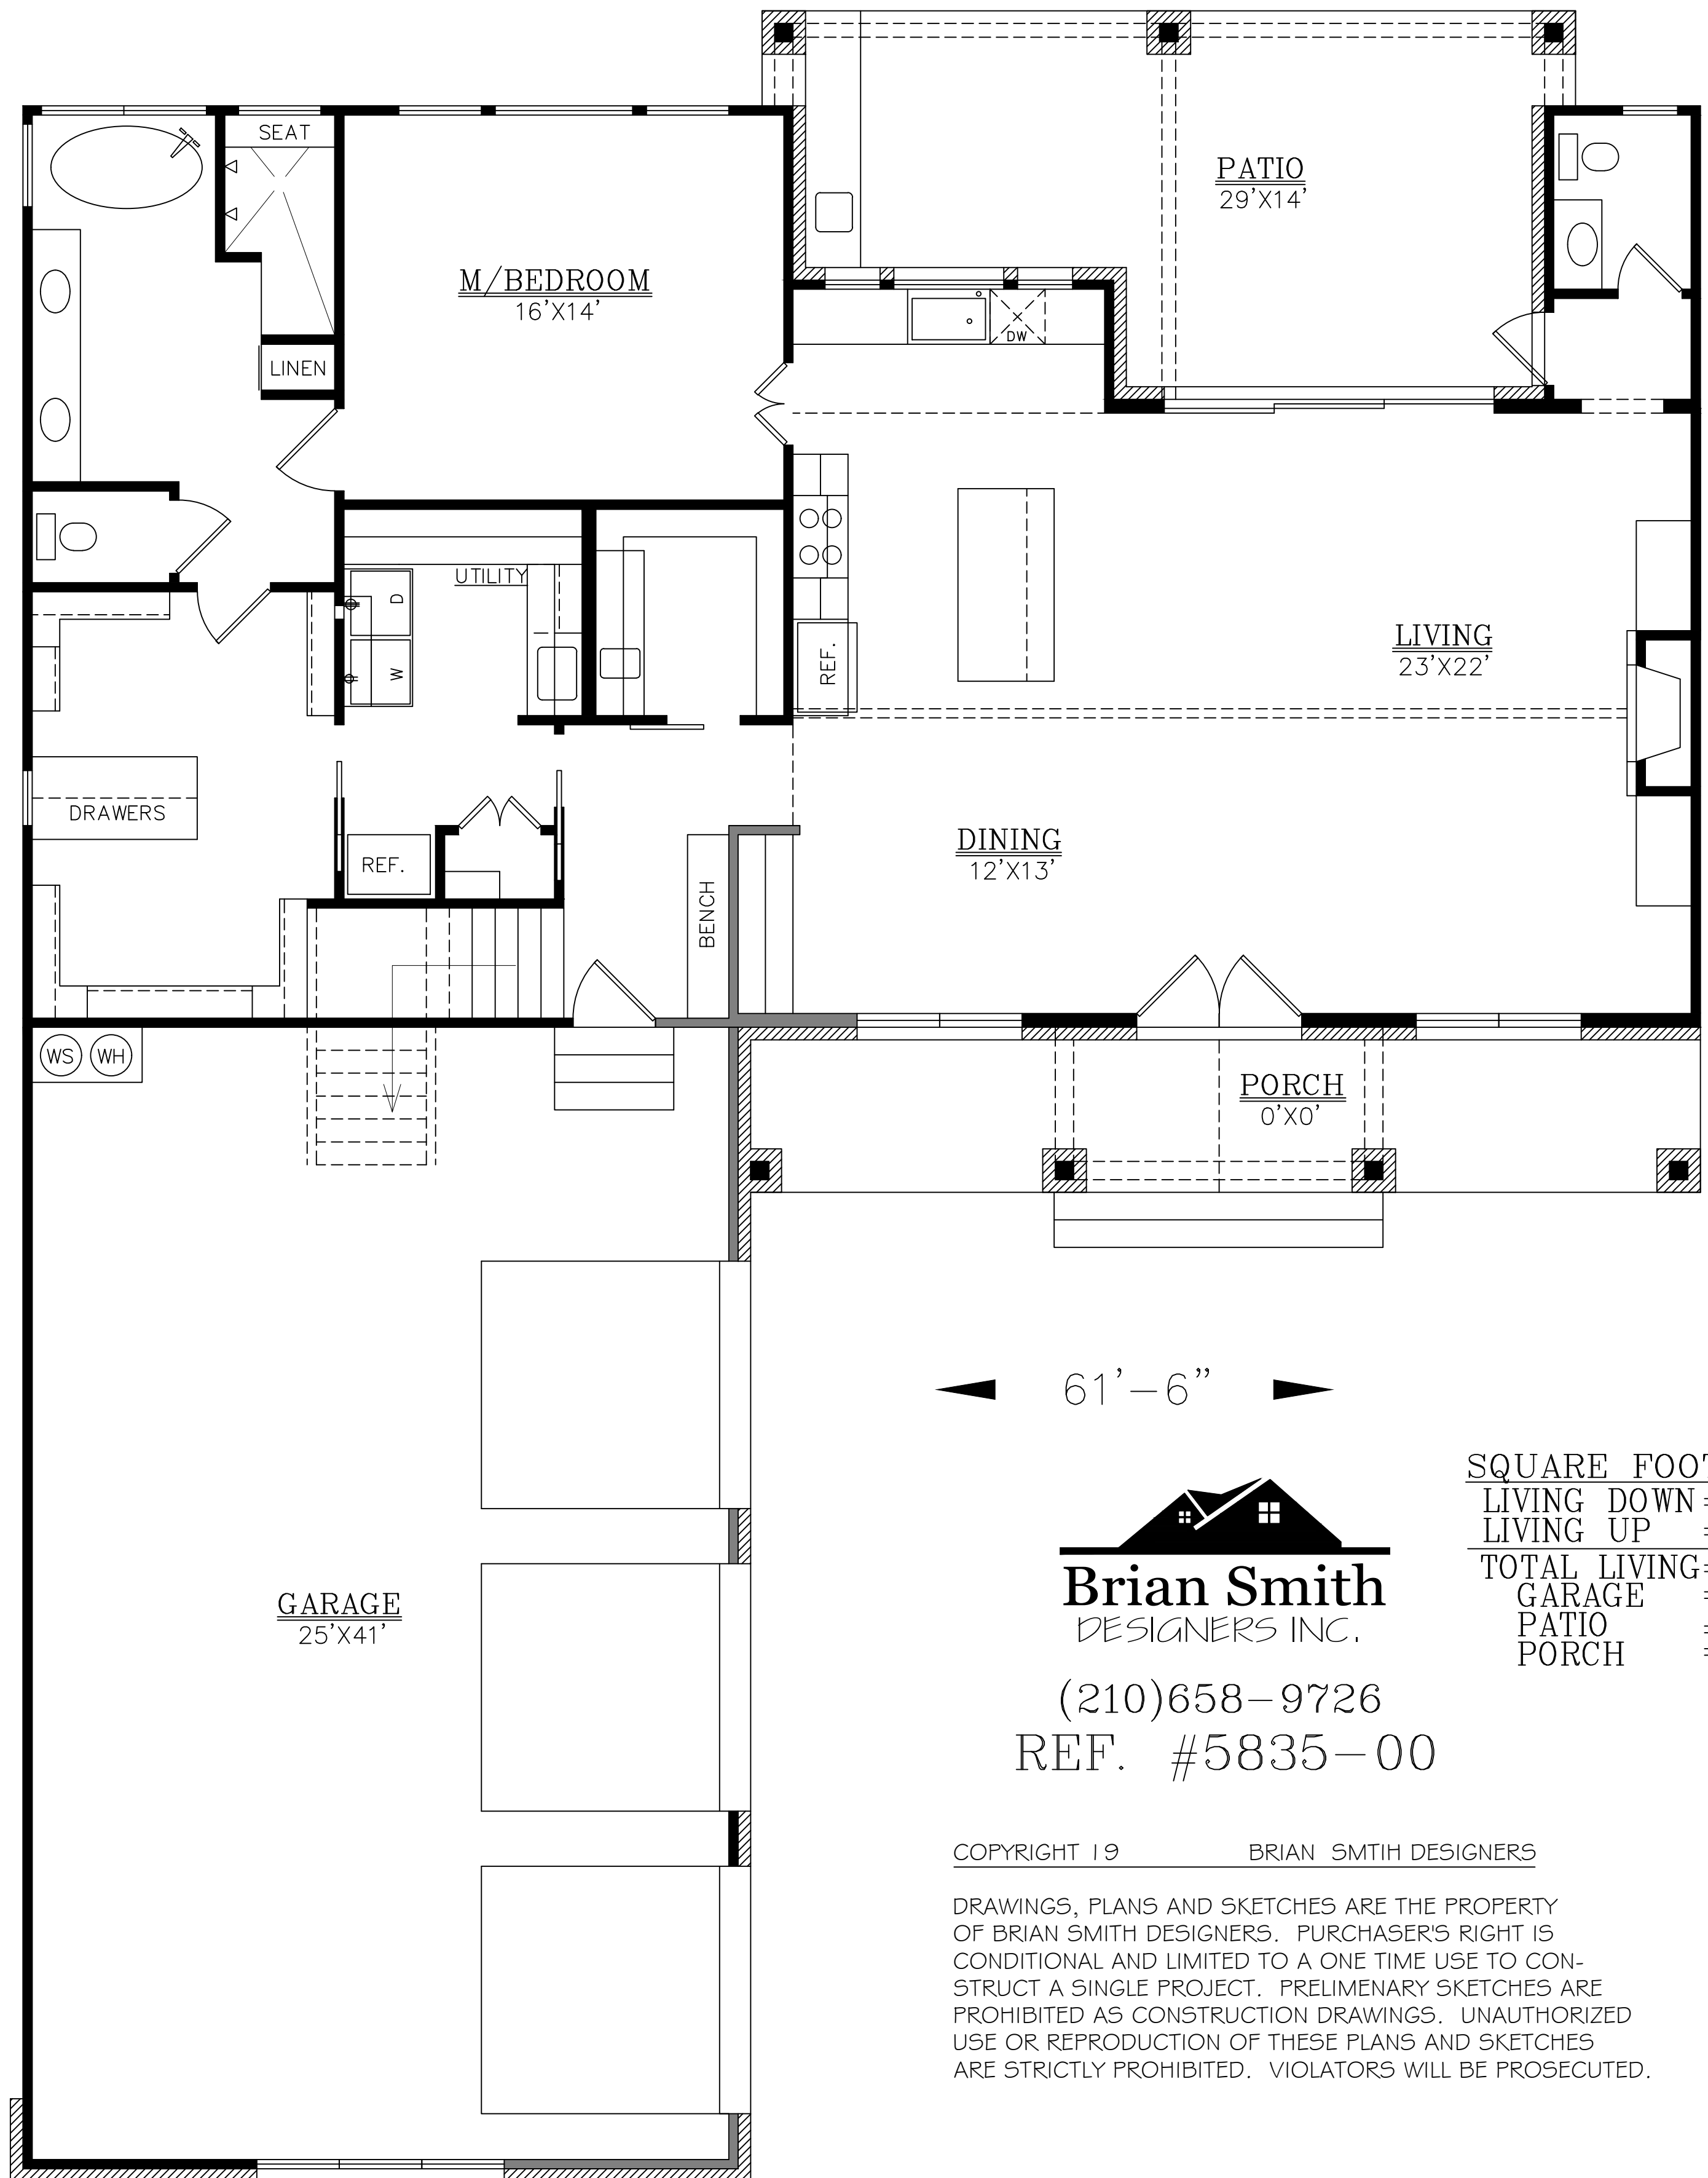 SEAT
PATIO
29'X14'
M/BEDROOM
16'X14'
DW
LINEN
UTILITY
D
W
REF.
LIVING
23'X22'
DRAWERS
REF.
BENCH
DINING
12'X13'
WS
WH
PORCH
0'X0'
61'-6"
SQUARE FOO
LIVING DOWN=
LIVING UP =
TOTAL LIVING=
GARAGE =
PATIO =
PORCH =
Brian Smith
DESIGNERS INC.
GARAGE
25'X41'
(210)658-9726
REF. #5835-00
COPYRIGHT 19 BRIAN SMTIH DESIGNERS
DRAWINGS, PLANS AND SKETCHES ARE THE PROPERTY
OF BRIAN SMITH DESIGNERS. PURCHASER'S RIGHT IS
CONDITIONAL AND LIMITED TO A ONE TIME USE TO CON-
STRUCT A SINGLE PROJECT. PRELIMENARY SKETCHES ARE
PROHIBITED AS CONSTRUCTION DRAWINGS. UNAUTHORIZED
USE OR REPRODUCTION OF THESE PLANS AND SKETCHES
ARE STRICTLY PROHIBITED. VIOLATORS WILL BE PROSECUTED.